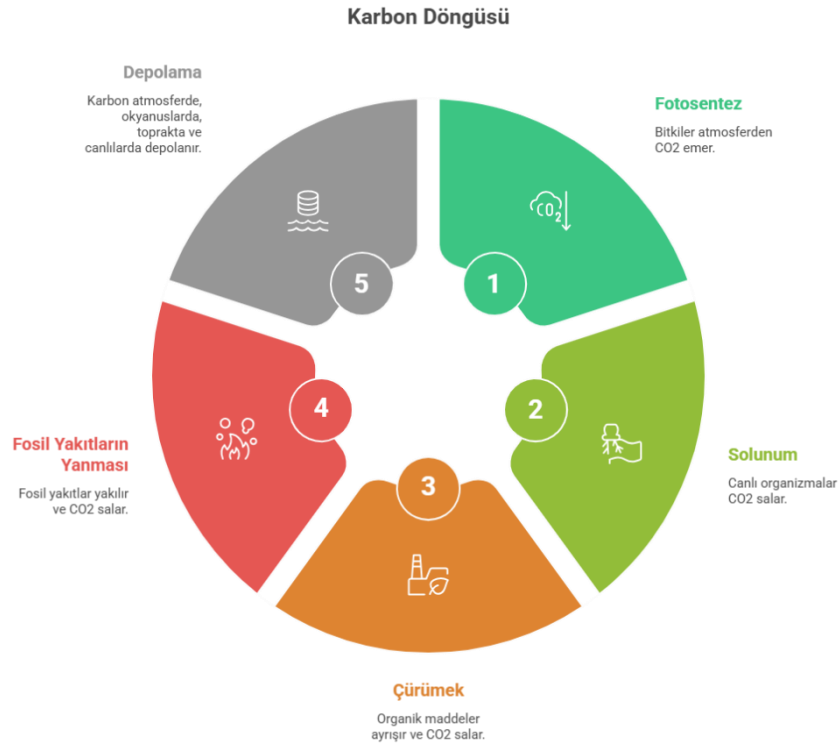 Karbon Döngüsü
Depolama
Karbon atmosferde,
okyanuslarda,
toprakta ve
canlılarda depolanır.
Fotosentez
Bitkiler atmosferden
CO2 emer.
CO2
5
1
4
2
3
Fosil Yakıtların
Yanması
Fosil yakıtlar yakılır
ve CO2 salar.
Solunum
Canlı organizmalar
CO2 salar.
Çürümek
Organik maddeler
ayrışır ve CO2 salar.